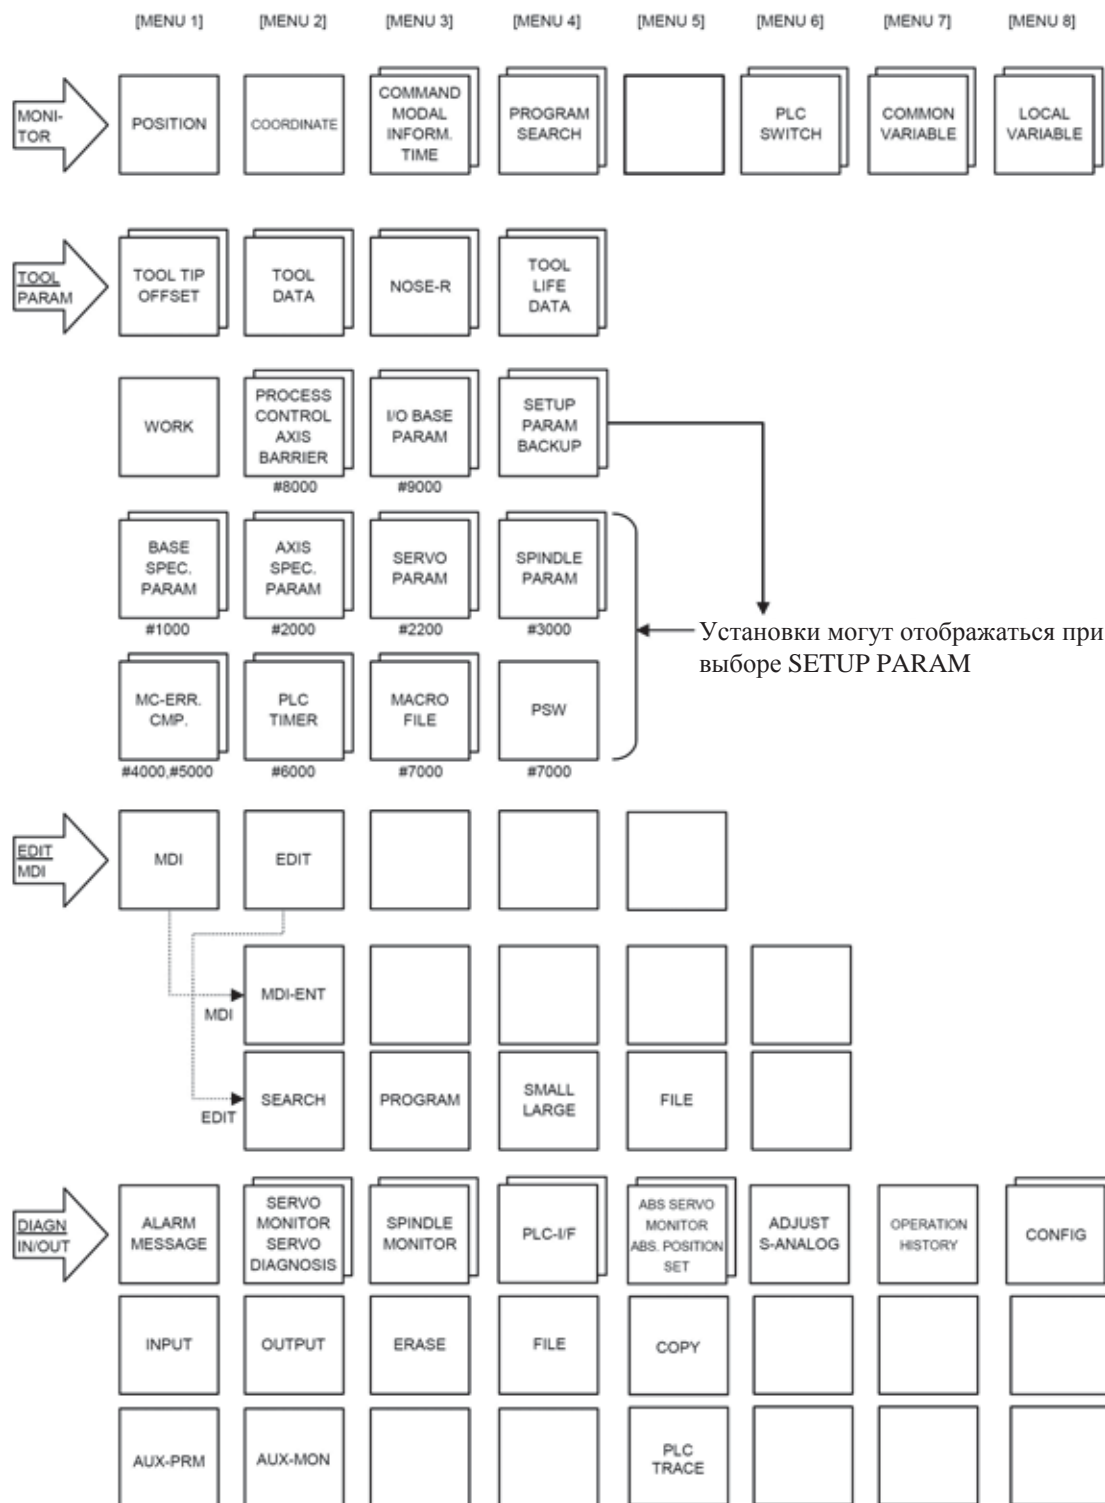 [MENU 1] [MENU 2] [MENU 3] [MENU 4] [MENU 5] [MENU 6] [MENU 7] [MENU 8]
MONI-
TOR
POSITION
COORDINATE
COMMAND
MODAL
INFORM.
TIME
PROGRAM
SEARCH
PLC
SWITCH
COMMON
VARIABLE
LOCAL
VARIABLE
TOOL
PARAM
TOOL TIP
OFFSET
TOOL
DATA
NOSE-R
TOOL
LIFE
DATA
WORK
PROCESS
CONTROL
AXIS
BARRIER
#8000
I/O BASE
PARAM
#9000
SETUP
PARAM
BACKUP
BASE
SPEC.
PARAM
#1000
AXIS
SPEC.
PARAM
#2000
SERVO
PARAM
#2200
SPINDLE
PARAM
#3000
Установки могут отображаться при
выборе SETUP PARAM
MC-ERR.
CMP.
#4000,#5000
PLC
TIMER
#6000
MACRO
FILE
#7000
PSW
#7000
EDIT
MDI
MDI
EDIT
MDI
MDI-ENT
EDIT
SEARCH
PROGRAM
SMALL
LARGE
FILE
DIAGN
IN/OUT
ALARM
MESSAGE
SERVO
MONITOR
SERVO
DIAGNOSIS
SPINDLE
MONITOR
PLC-I/F
ABS SERVO
MONITOR
ABS. POSITION
SET
ADJUST
S-ANALOG
OPERATION
HISTORY
CONFIG
INPUT
OUTPUT
ERASE
FILE
COPY
AUX-PRM
AUX-MON
PLC
TRACE